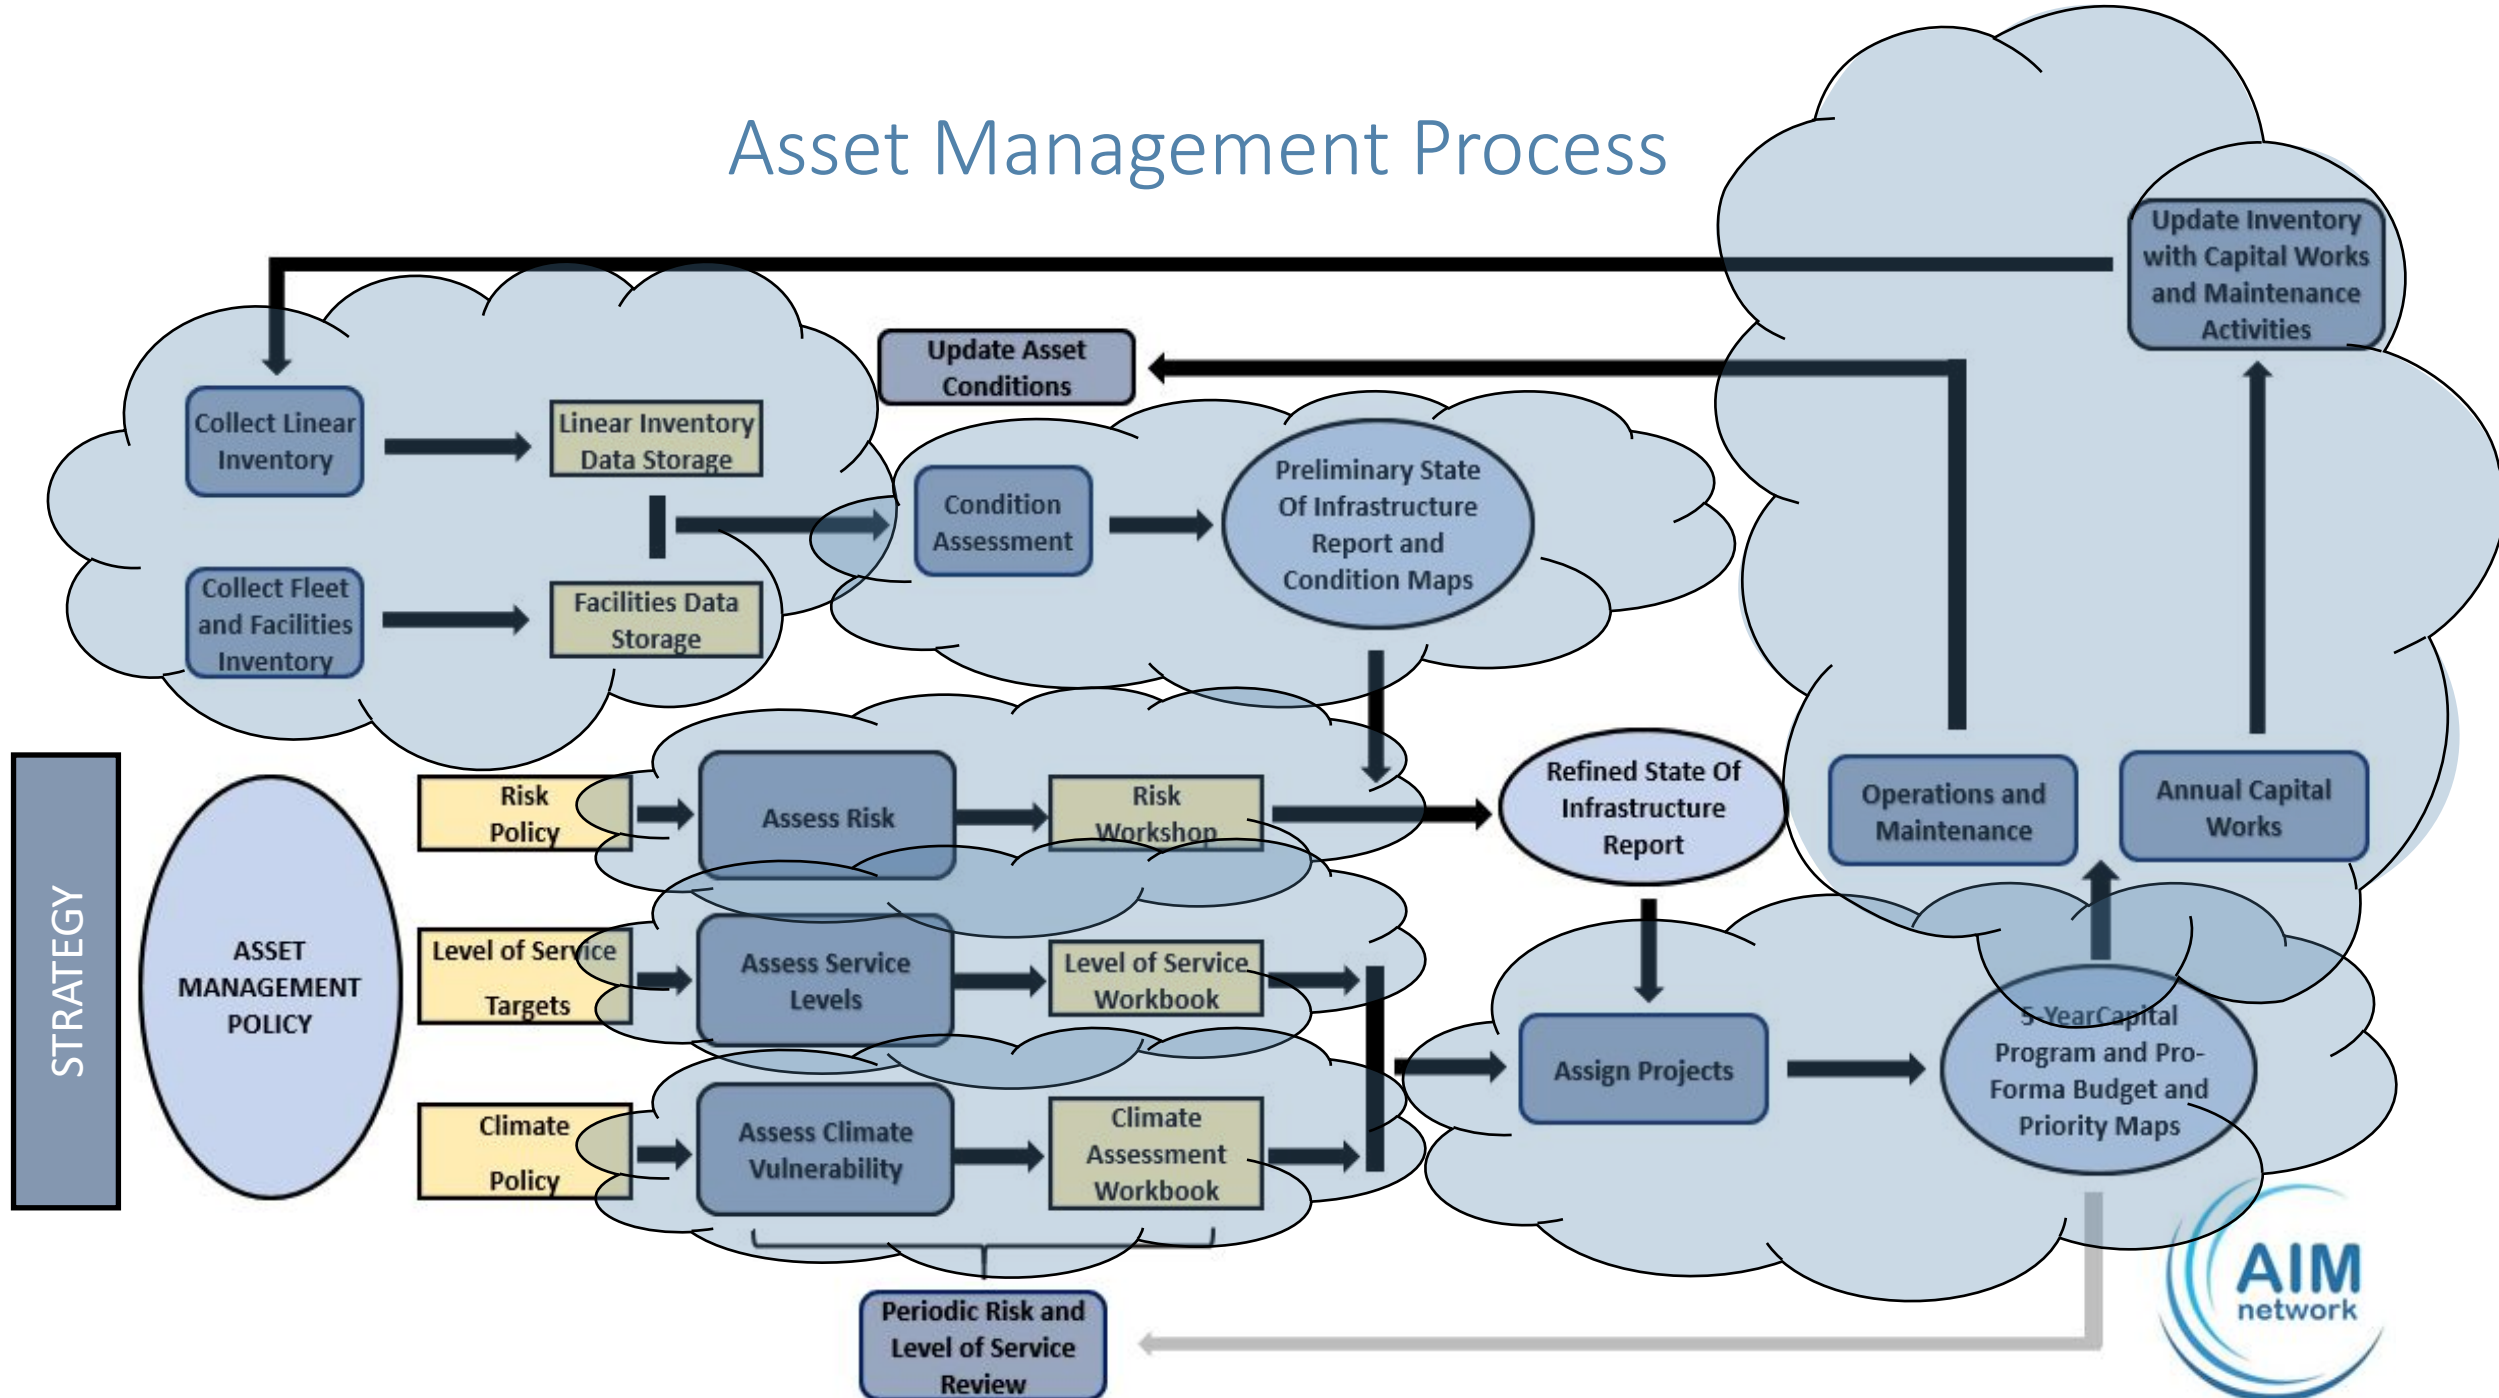 Asset Management Process
Update Inventory
with Capital Works
and Maintenance
Activities
Update Asset
Conditions
Collect Linear
Inventory
Linear Inventory
Data Storage
Condition
Assessment
Preliminary State
Of Infrastructure
Report and
Condition Maps
Collect Fleet
and Facilities
Inventory
Facilities Data
Storage
STRATEGY
ASSET
MANAGEMENT
POLICY
Risk
Policy
Assess Risk
Risk
Workshop
Refined State Of
Infrastructure
Report
Operations and
Maintenance
Annual Capital
Works
Level of Service
Targets
Assess Service
Levels
Level of Service
Workbook
Climate
Policy
Assess Climate
Vulnerability
Climate
Assessment
Workbook
Assign Projects
5-YearCapital
Program and Pro-
Forma Budget and
Priority Maps
Periodic Risk and
Level of Service
Review
AIM
network